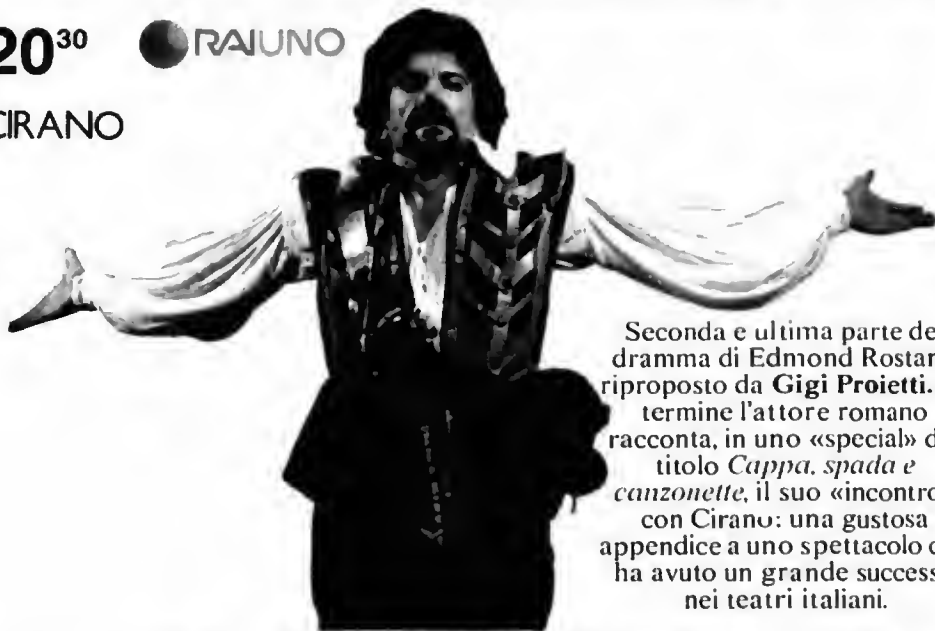 20³⁰ RAIUNO
CIRANO
Seconda e ultima parte de
dramma di Edmond Rostan
riproposto da Gigi Proietti.
termine l'attore romano
racconta, in uno «special» d
titolo Cappa, spada e
canzonette, il suo «incontro
con Cirano: una gustosa
appendice a uno spettacolo c
ha avuto un grande success
nei teatri italiani.